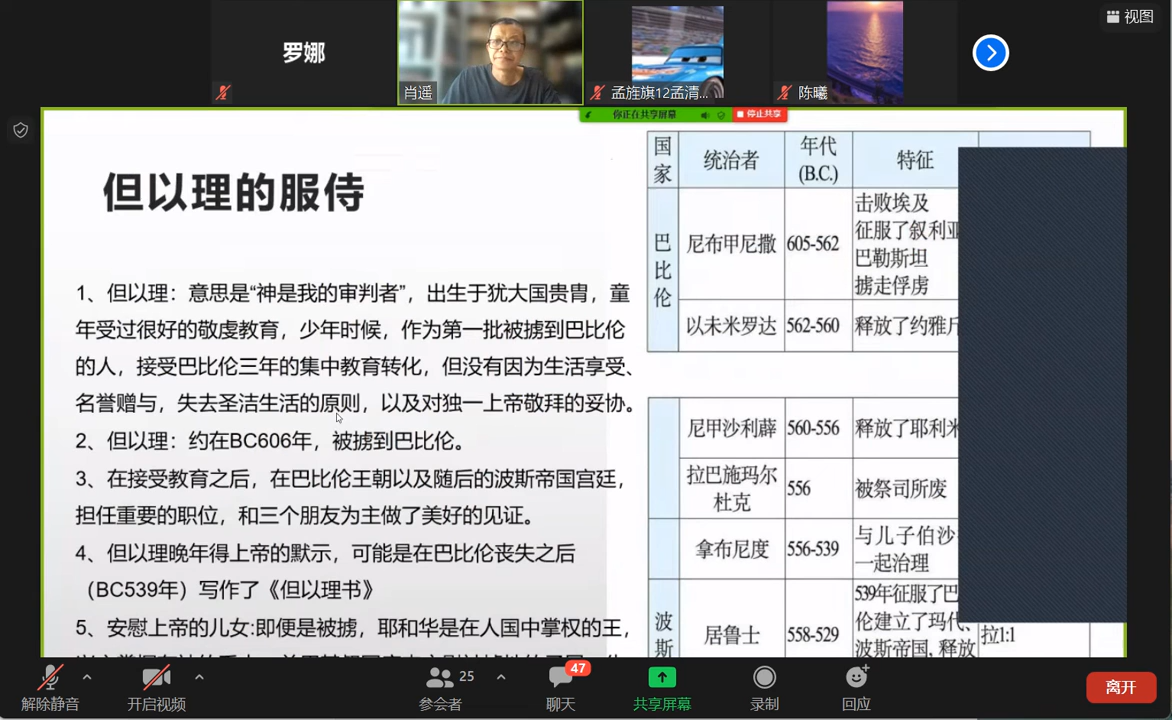 视图
罗娜
肖遥
孟旌旗12孟清...
陈曦
你正在共享屏幕
停止共享
但以理的服侍
1、但以理：意思是“神是我的审判者”，出生于犹大国贵胄，童
年受过很好的敬虔教育，少年时候，作为第一批被掳到巴比伦
的人，接受巴比伦三年的集中教育转化，但没有因为生活享受、
名誉赠与，失去圣洁生活的原则，以及对独一上帝敬拜的妥协。
2、但以理：约在BC606年，被掳到巴比伦。
3、在接受教育之后，在巴比伦王朝以及随后的波斯帝国宫廷，
担任重要的职位，和三个朋友为主做了美好的见证。
4、但以理晚年得上帝的默示，可能是在巴比伦丧失之后
（BC539年）写作了《但以理书》
5、安慰上帝的儿女:即便是被掳，耶和华是在人国中掌权的王，
国家
统治者
年代
(B.C.)
特征
巴比伦
尼布甲尼撒
605-562
击败埃及
征服了叙利亚
巴勒斯坦
掳走俘虏
以未米罗达
562-560
释放了约雅斤
尼甲沙利薛
560-556
释放了耶利米
拉巴施玛尔
杜克
556
被祭司所废
拿布尼度
556-539
与儿子伯沙
一起治理
波斯
居鲁士
558-529
539年征服了巴
伦建立了玛代、
波斯帝国, 释放
拉1:1
解除静音
开启视频
25
参会者
47
聊天
共享屏幕
录制
回应
离开